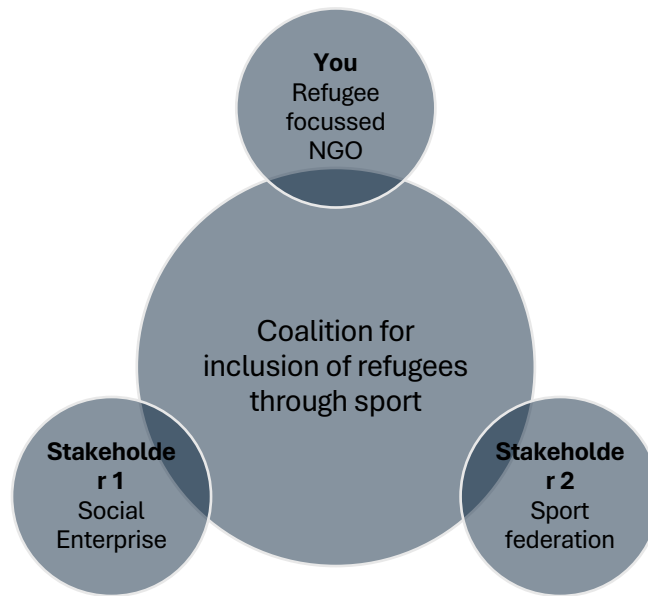 You
Refugee
focussed
NGO
Coalition for
inclusion of refugees
through sport
Stakeholde
r 1
Social
Enterprise
Stakeholde
r 2
Sport
federation